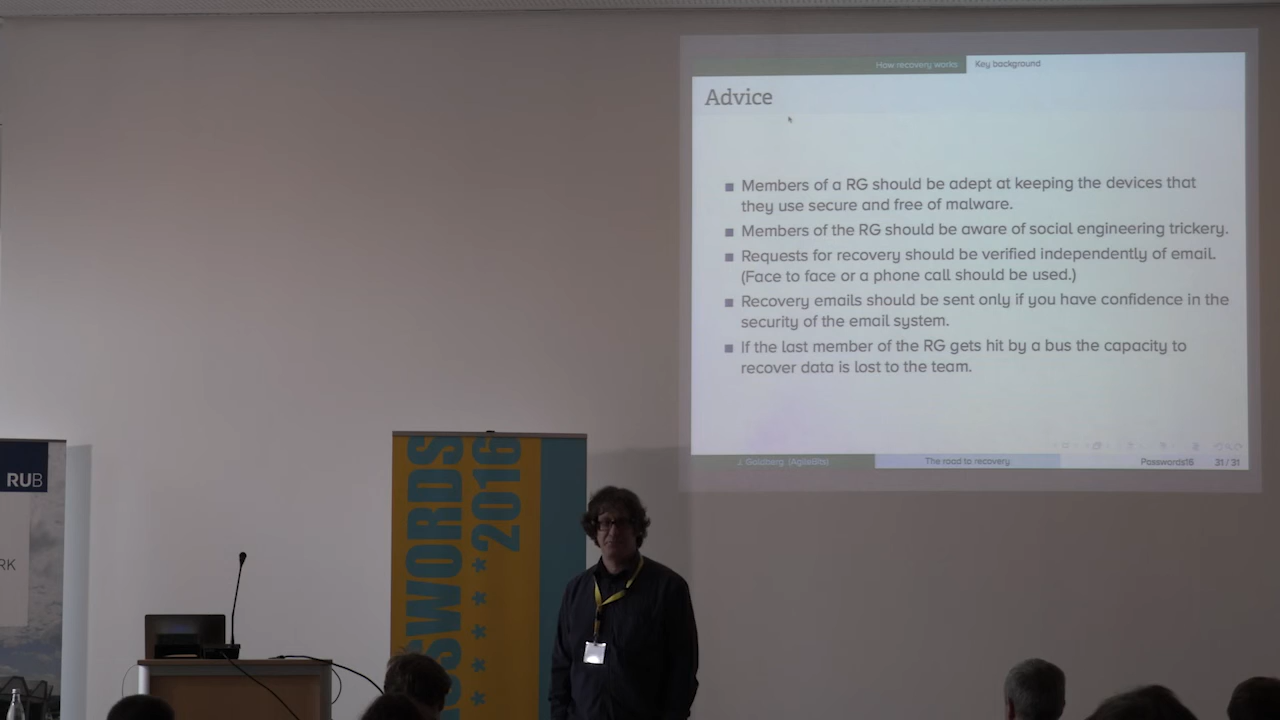 How recovery works
Key background
Advice
Members of a RG should be adept at keeping the devices that
they use secure and free of malware.
Members of the RG should be aware of social engineering trickery.
Requests for recovery should be verified independently of email.
(Face to face or a phone call should be used.)
Recovery emails should be sent only if you have confidence in the
security of the email system.
If the last member of the RG gets hit by a bus the capacity to
recover data is lost to the team.
J. Goldberg (AgileBits)
The road to recovery
Passwords16
31 / 31
RUB
RK
SSWORDS
*****2016